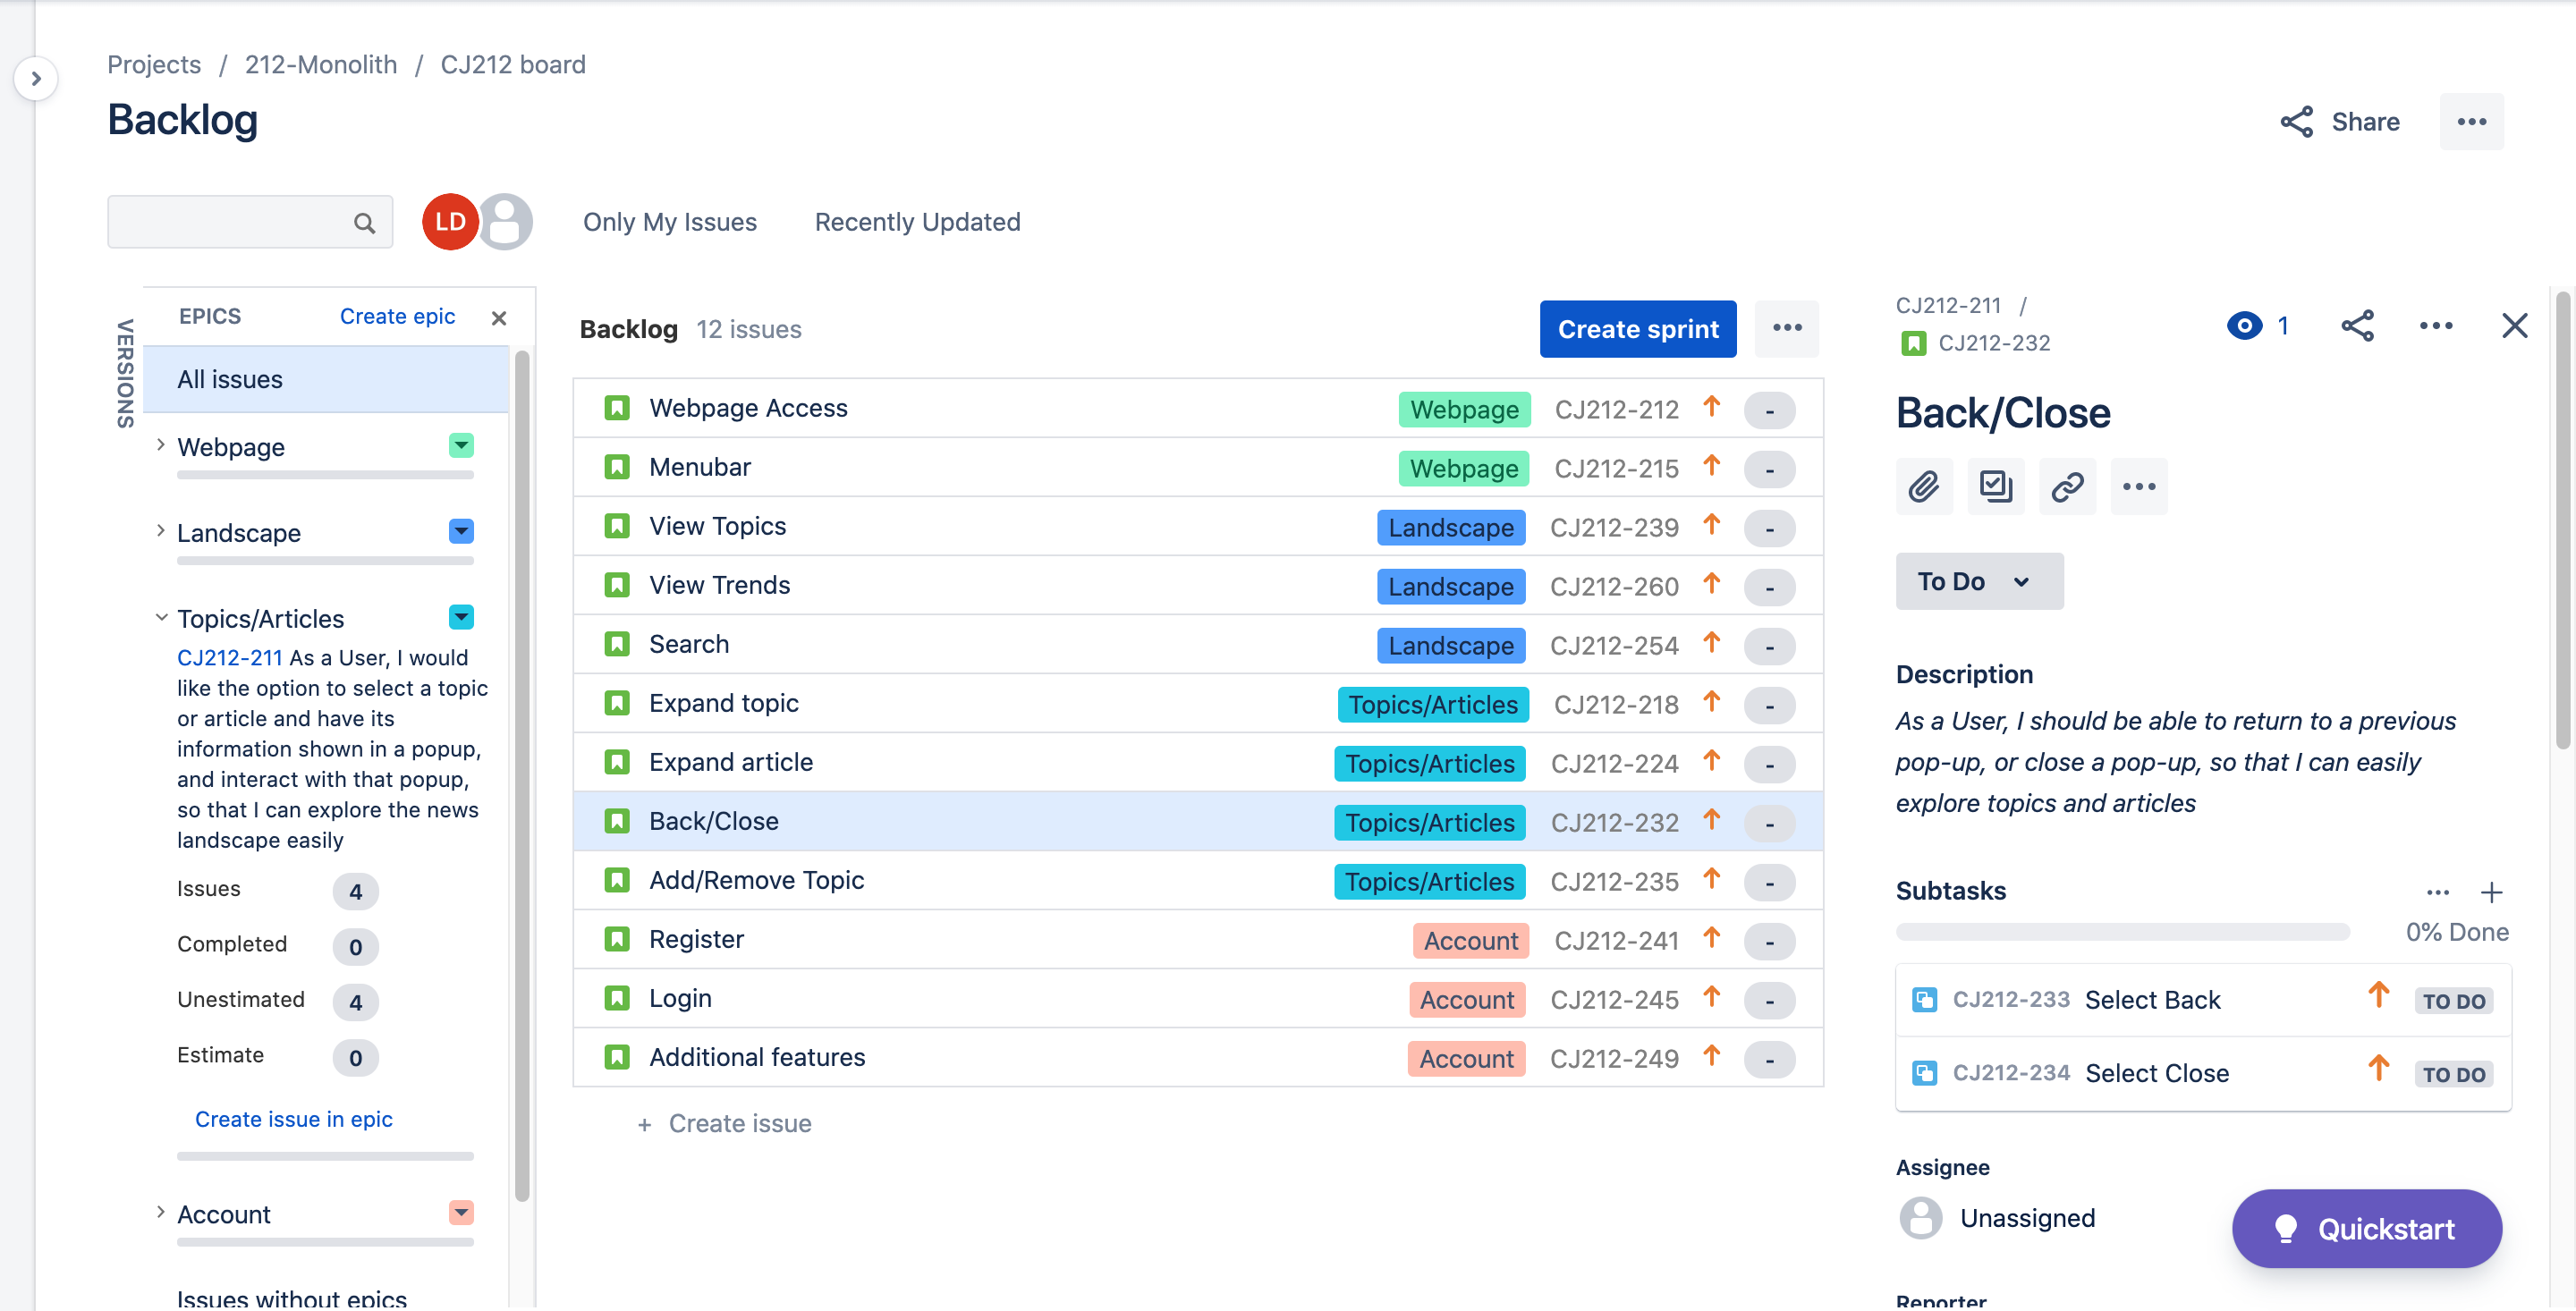 Projects / 212-Monolith / CJ212 board
Backlog
Share
LD
Only My Issues
Recently Updated
VERSIONS
EPICS
Create epic
All issues
Webpage
Landscape
Topics/Articles
CJ212-211 As a User, I would
like the option to select a topic
or article and have its
information shown in a popup,
and interact with that popup,
so that I can explore the news
landscape easily
Issues 4
Completed 0
Unestimated 4
Estimate 0
Create issue in epic
Account
Issues without epics
Backlog 12 issues
Create sprint
Webpage Access Webpage CJ212-212 -
Menubar Webpage CJ212-215 -
View Topics Landscape CJ212-239 -
View Trends Landscape CJ212-260 -
Search Landscape CJ212-254 -
Expand topic Topics/Articles CJ212-218 -
Expand article Topics/Articles CJ212-224 -
Back/Close Topics/Articles CJ212-232 -
Add/Remove Topic Topics/Articles CJ212-235 -
Register Account CJ212-241 -
Login Account CJ212-245 -
Additional features Account CJ212-249 -
+ Create issue
CJ212-211 /
CJ212-232
1
Back/Close
To Do
Description
As a User, I should be able to return to a previous
pop-up, or close a pop-up, so that I can easily
explore topics and articles
Subtasks
0% Done
CJ212-233 Select Back TO DO
CJ212-234 Select Close TO DO
Assignee
Unassigned
Quickstart
Reporter